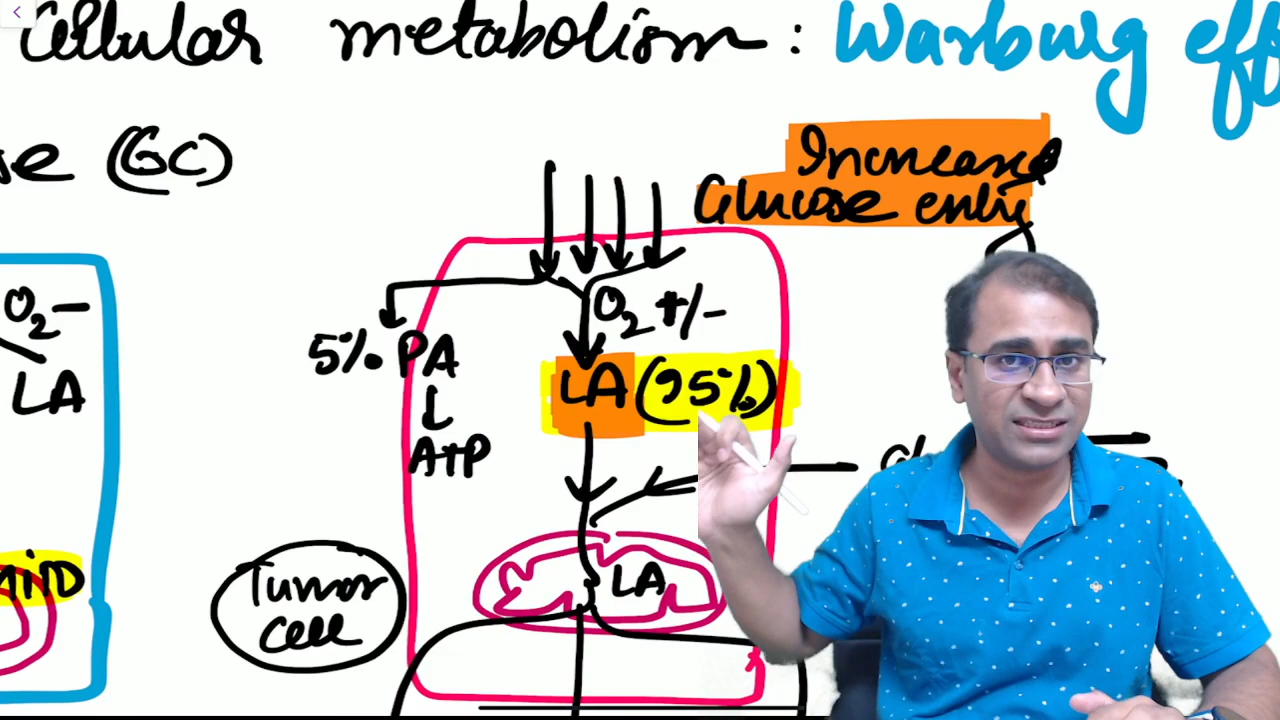 Cellular metabolism : Warburg eff
se (GC)
Increased
Glucose entry
O2 -
LA
O2 +/-
5% PA
LA (95%)
ATP
LA
Tumor
cell